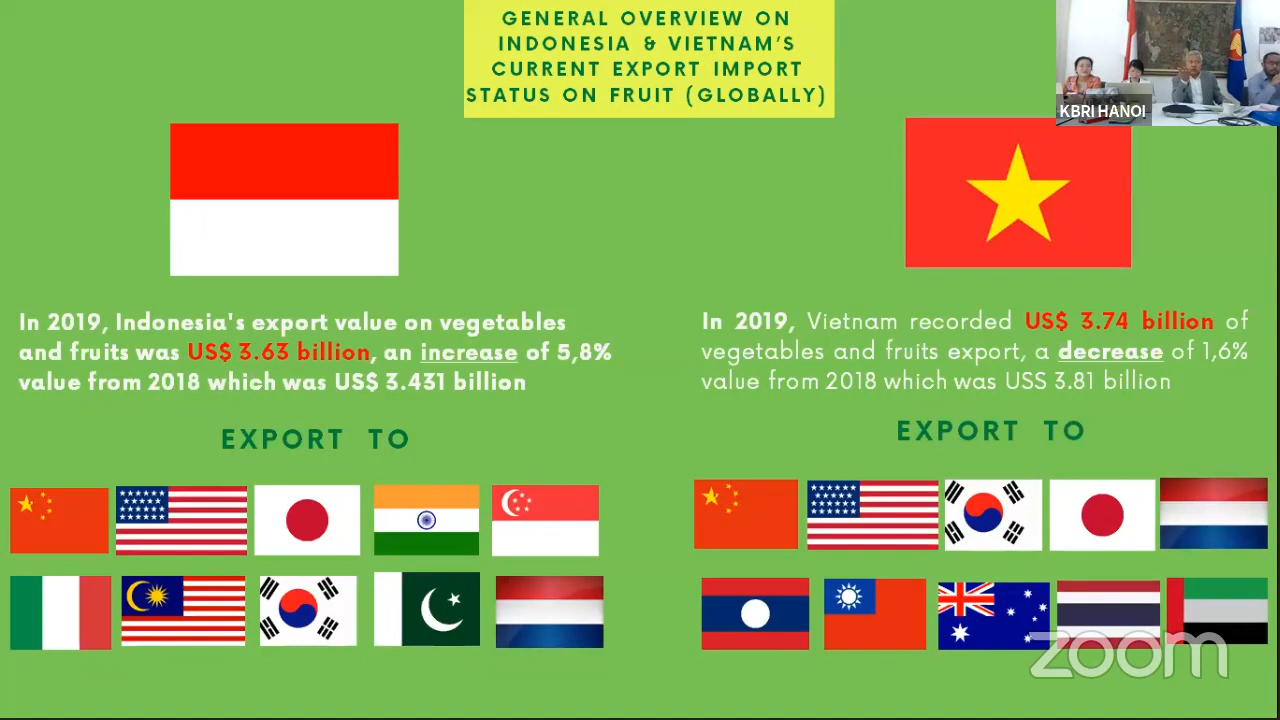 GENERAL OVERVIEW ON
INDONESIA & VIETNAM'S
CURRENT EXPORT IMPORT
STATUS ON FRUIT (GLOBALLY)
KBRI HANOI
In 2019, Indonesia's export value on vegetables
and fruits was US$ 3.63 billion, an increase of 5,8%
value from 2018 which was US$ 3.431 billion
EXPORT TO
In 2019, Vietnam recorded US$ 3.74 billion of
vegetables and fruits export, a decrease of 1,6%
value from 2018 which was USS 3.81 billion
EXPORT TO
zoom